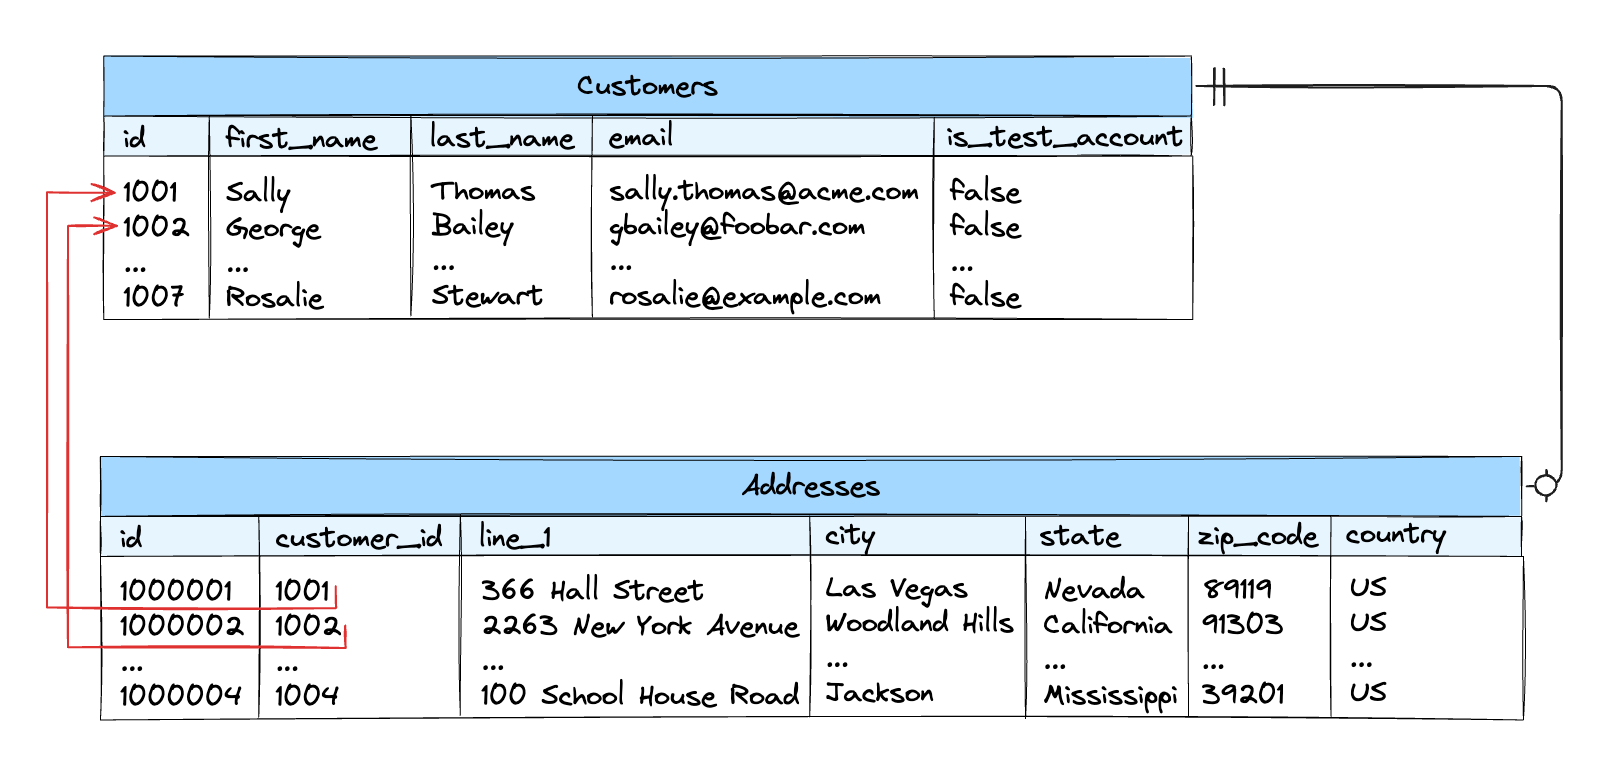 Customers
id first_name last_name email is_test_account
1001 Sally Thomas sally.thomas@acme.com false
1002 George Bailey gbailey@foobar.com false
... ... ... ... ...
1007 Rosalie Stewart rosalie@example.com false
Addresses
id customer_id line_1 city state zip_code country
1000001 1001 366 Hall Street Las Vegas Nevada 89119 US
1000002 1002 2263 New York Avenue Woodland Hills California 91303 US
... ... ... ... ... ... ...
1000004 1004 100 School House Road Jackson Mississippi 39201 US